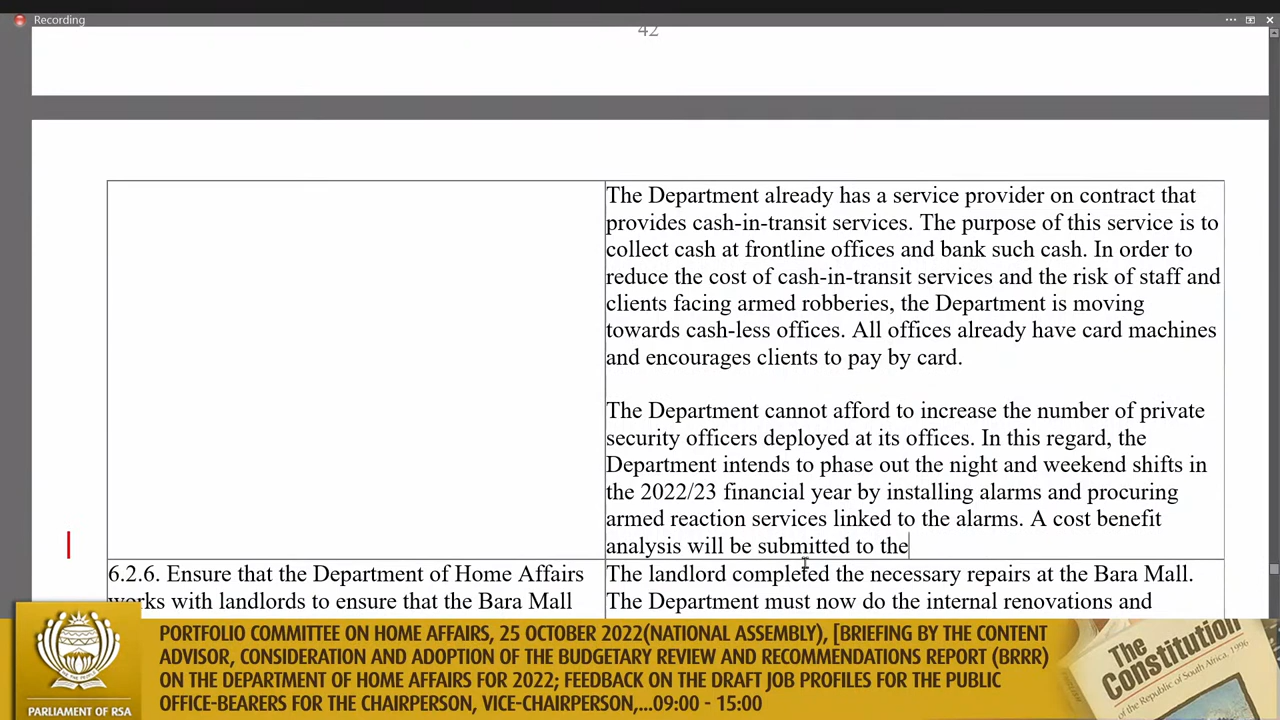 Recording
42
The Department already has a service provider on contract that
provides cash-in-transit services. The purpose of this service is to
collect cash at frontline offices and bank such cash. In order to
reduce the cost of cash-in-transit services and the risk of staff and
clients facing armed robberies, the Department is moving
towards cash-less offices. All offices already have card machines
and encourages clients to pay by card.
The Department cannot afford to increase the number of private
security officers deployed at its offices. In this regard, the
Department intends to phase out the night and weekend shifts in
the 2022/23 financial year by installing alarms and procuring
armed reaction services linked to the alarms. A cost benefit
analysis will be submitted to the
6.2.6. Ensure that the Department of Home Affairs
works with landlords to ensure that the Bara Mall
The landlord completed the necessary repairs at the Bara Mall.
The Department must now do the internal renovations and
PORTFOLIO COMMITTEE ON HOME AFFAIRS, 25 OCTOBER 2022(NATIONAL ASSEMBLY), [BRIEFING BY THE CONTENT
ADVISOR, CONSIDERATION AND ADOPTION OF THE BUDGETARY REVIEW AND RECOMMENDATIONS REPORT (BRRR)
ON THE DEPARTMENT OF HOME AFFAIRS FOR 2022; FEEDBACK ON THE DRAFT JOB PROFILES FOR THE PUBLIC
OFFICE-BEARERS FOR THE CHAIRPERSON, VICE-CHAIRPERSON,...09:00 - 15:00
PARLIAMENT OF RSA
The
Constitution
of the Republic of South Africa, 1996